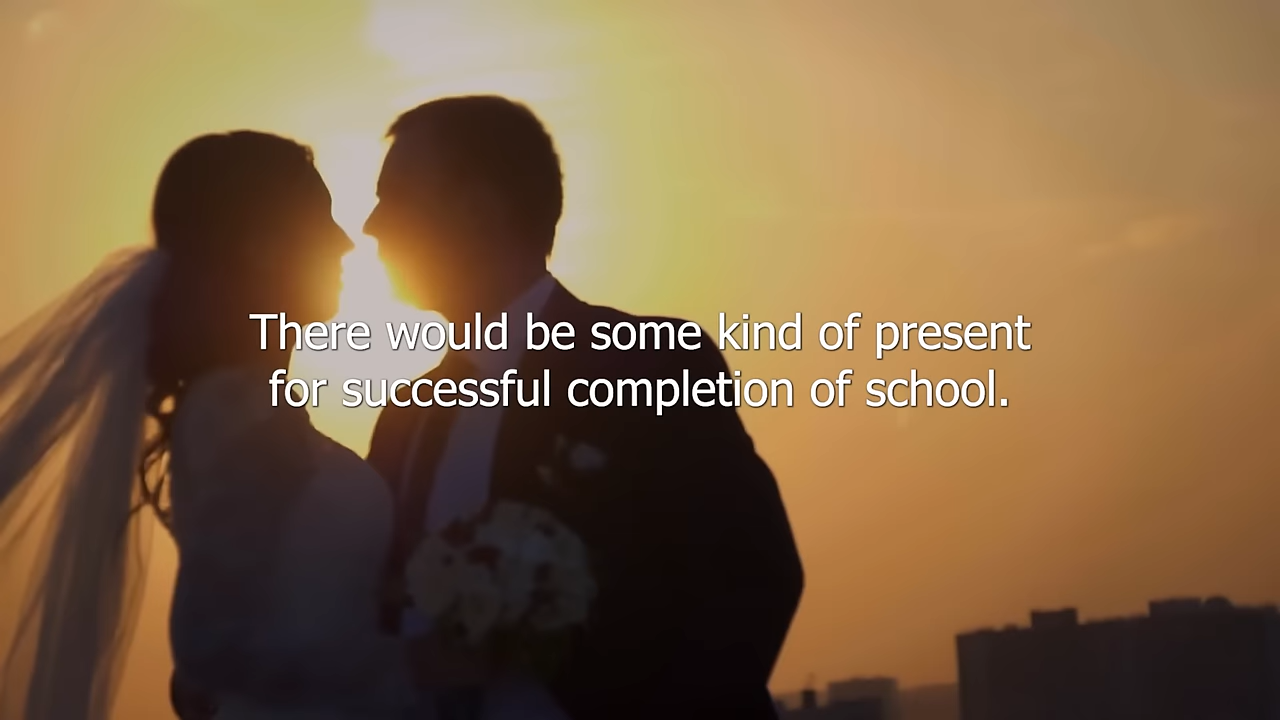 There would be some kind of present
for successful completion of school.